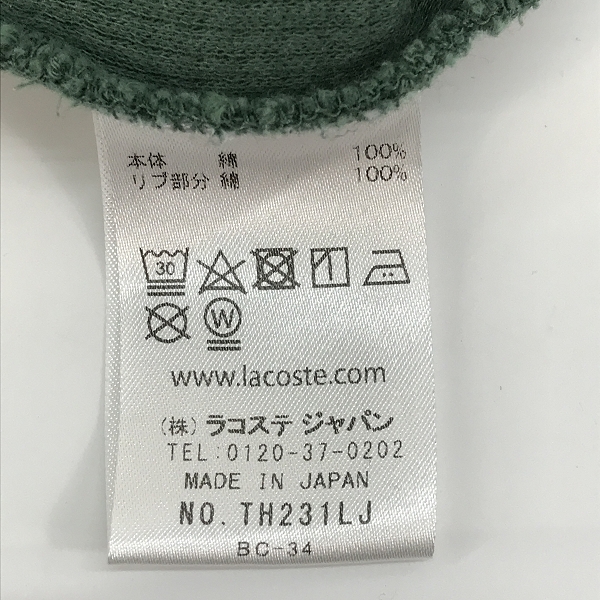 本体 綿 100%
リブ部分 綿 100%
30
W
www.lacoste.com
(株) ラコステ ジャパン
TEL:0120-37-0202
MADE IN JAPAN
NO. TH231LJ
BC-34